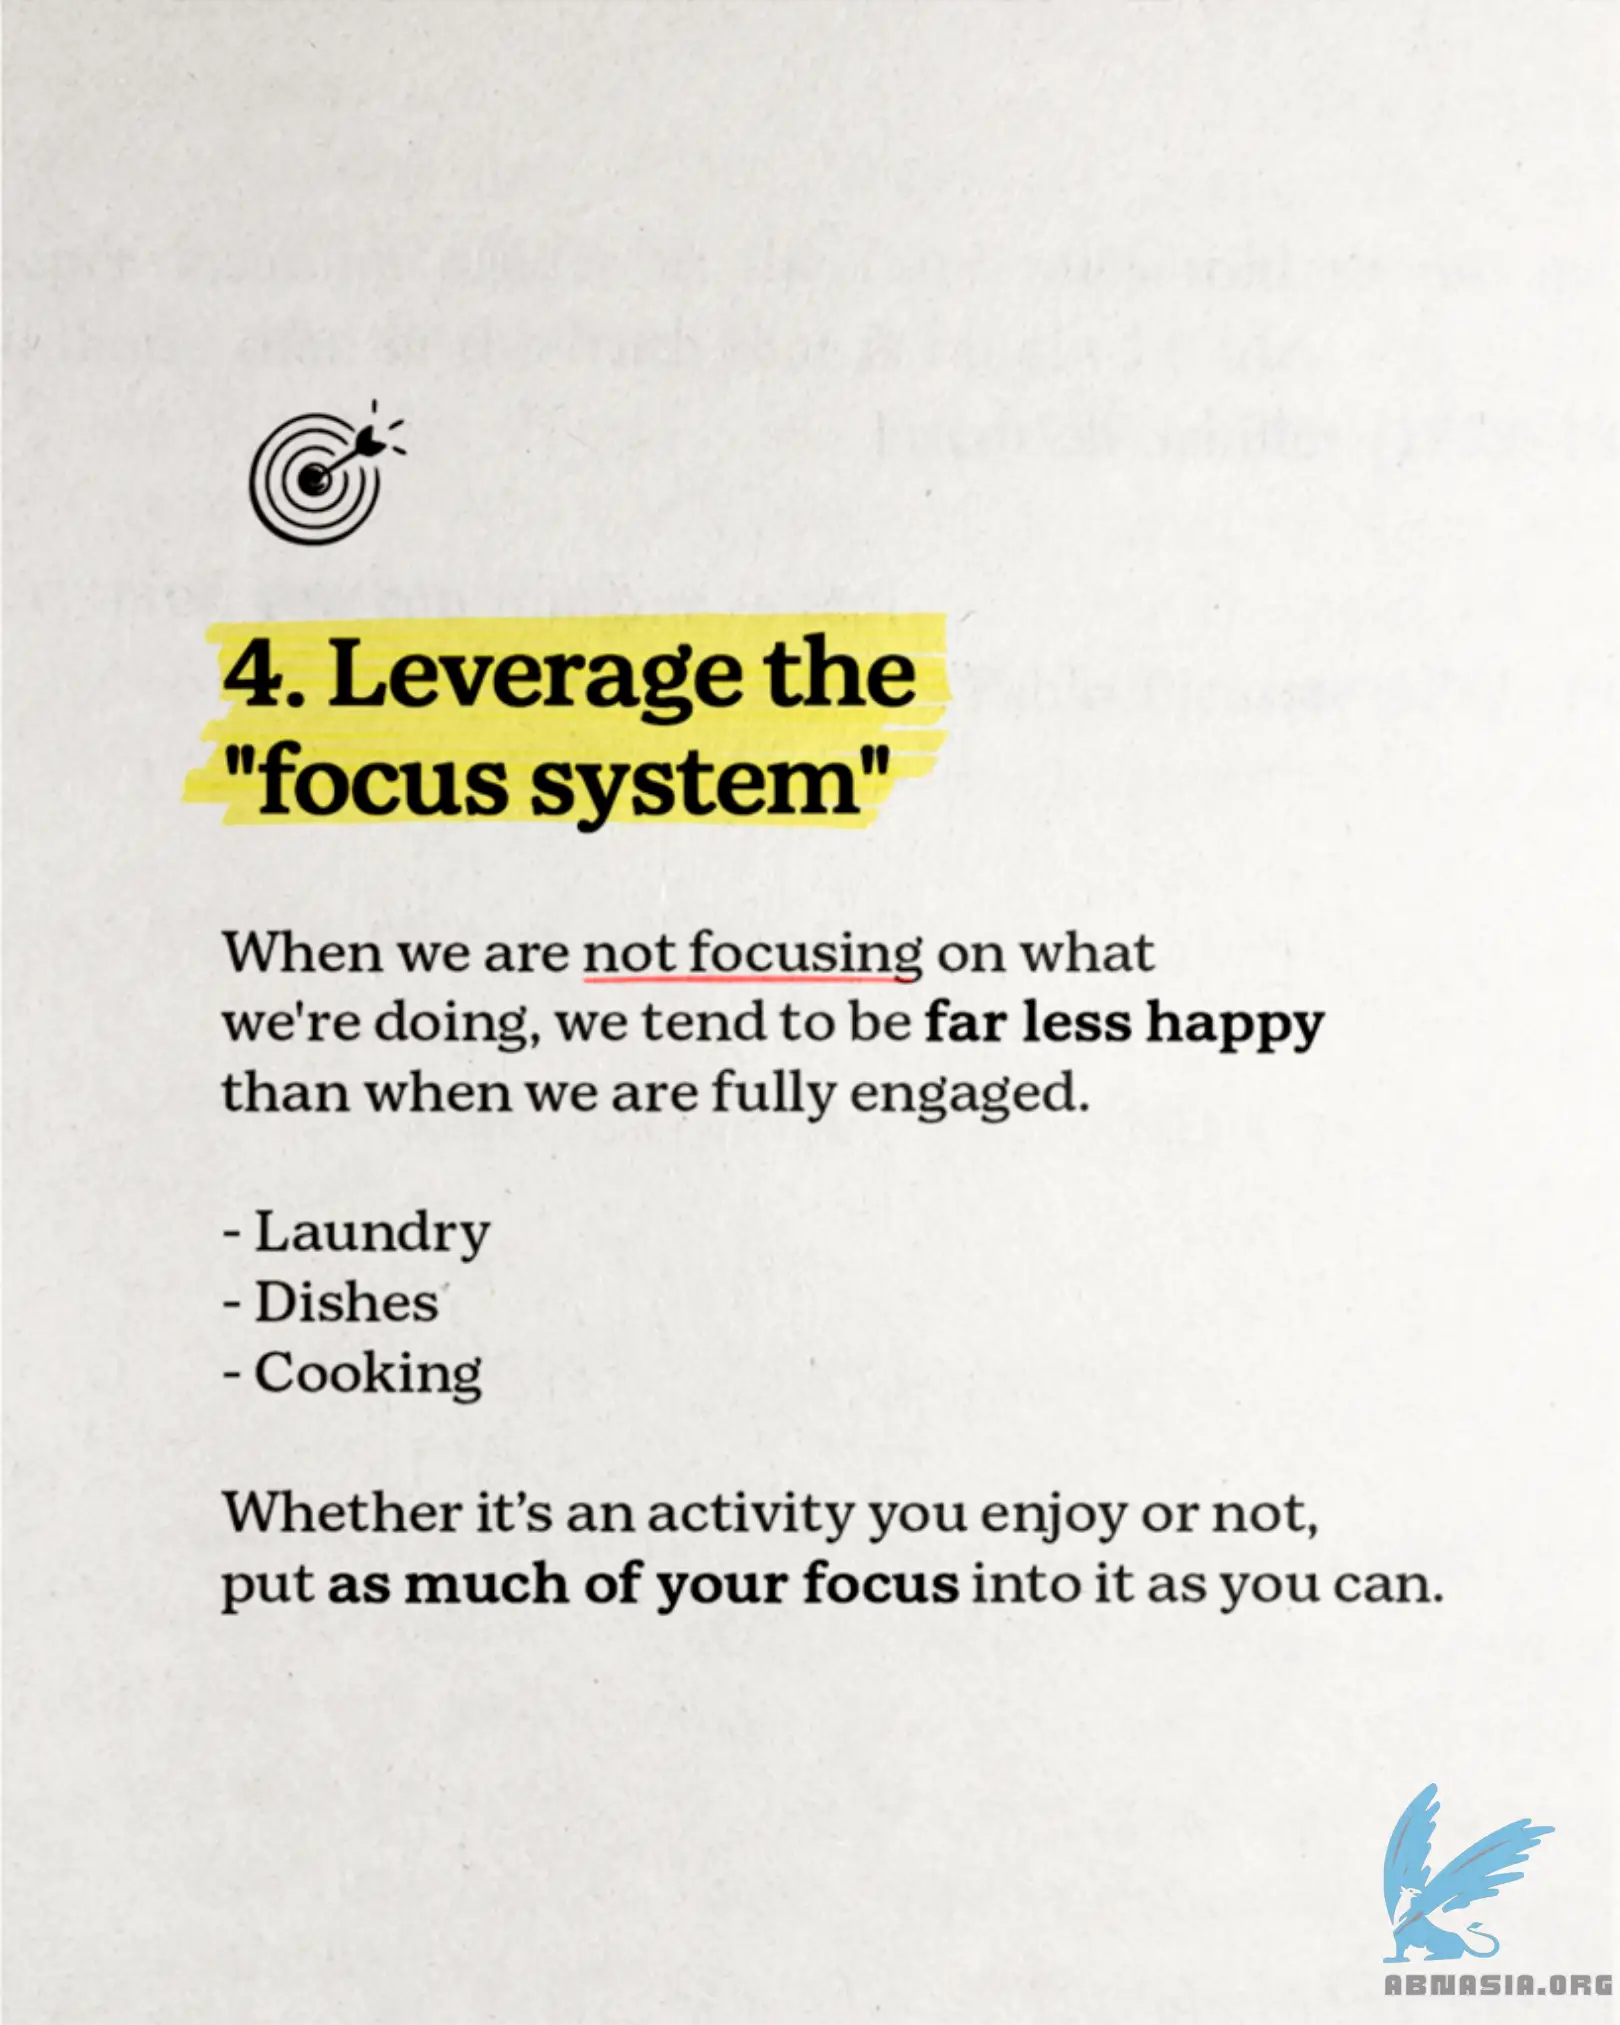 4. Leverage the
"focus system"
When we are not focusing on what
we're doing, we tend to be far less happy
than when we are fully engaged.
- Laundry
- Dishes
- Cooking
Whether it’s an activity you enjoy or not,
put as much of your focus into it as you can.
ABNASIA.ORG